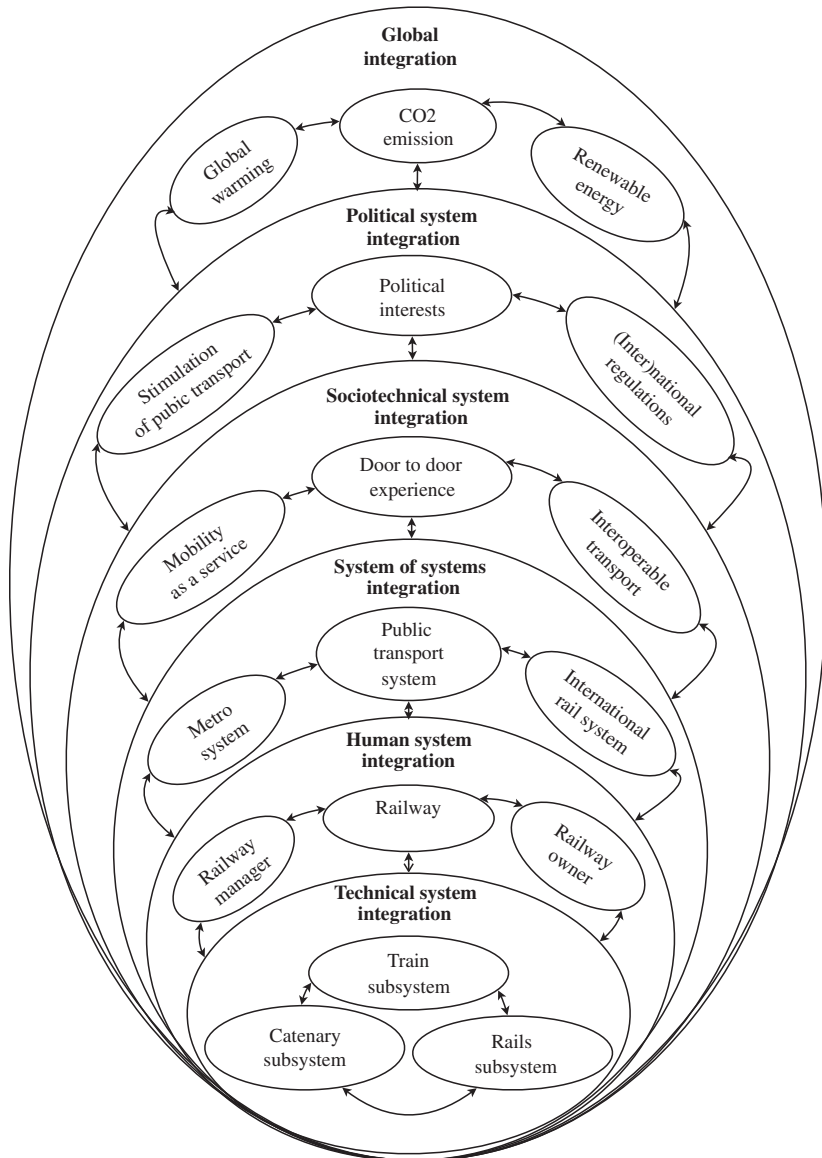 Global
integration
CO2
emission
Global
warming
Renewable
energy
Political system
integration
Political
interests
Stimulation
of pubic transport
(Inter)national
regulations
Sociotechnical system
integration
Door to door
experience
Mobility
as a service
Interoperable
transport
System of systems
integration
Public
transport
system
Metro
system
International
rail system
Human system
integration
Railway
Railway
manager
Railway
owner
Technical system
integration
Train
subsystem
Catenary
subsystem
Rails
subsystem